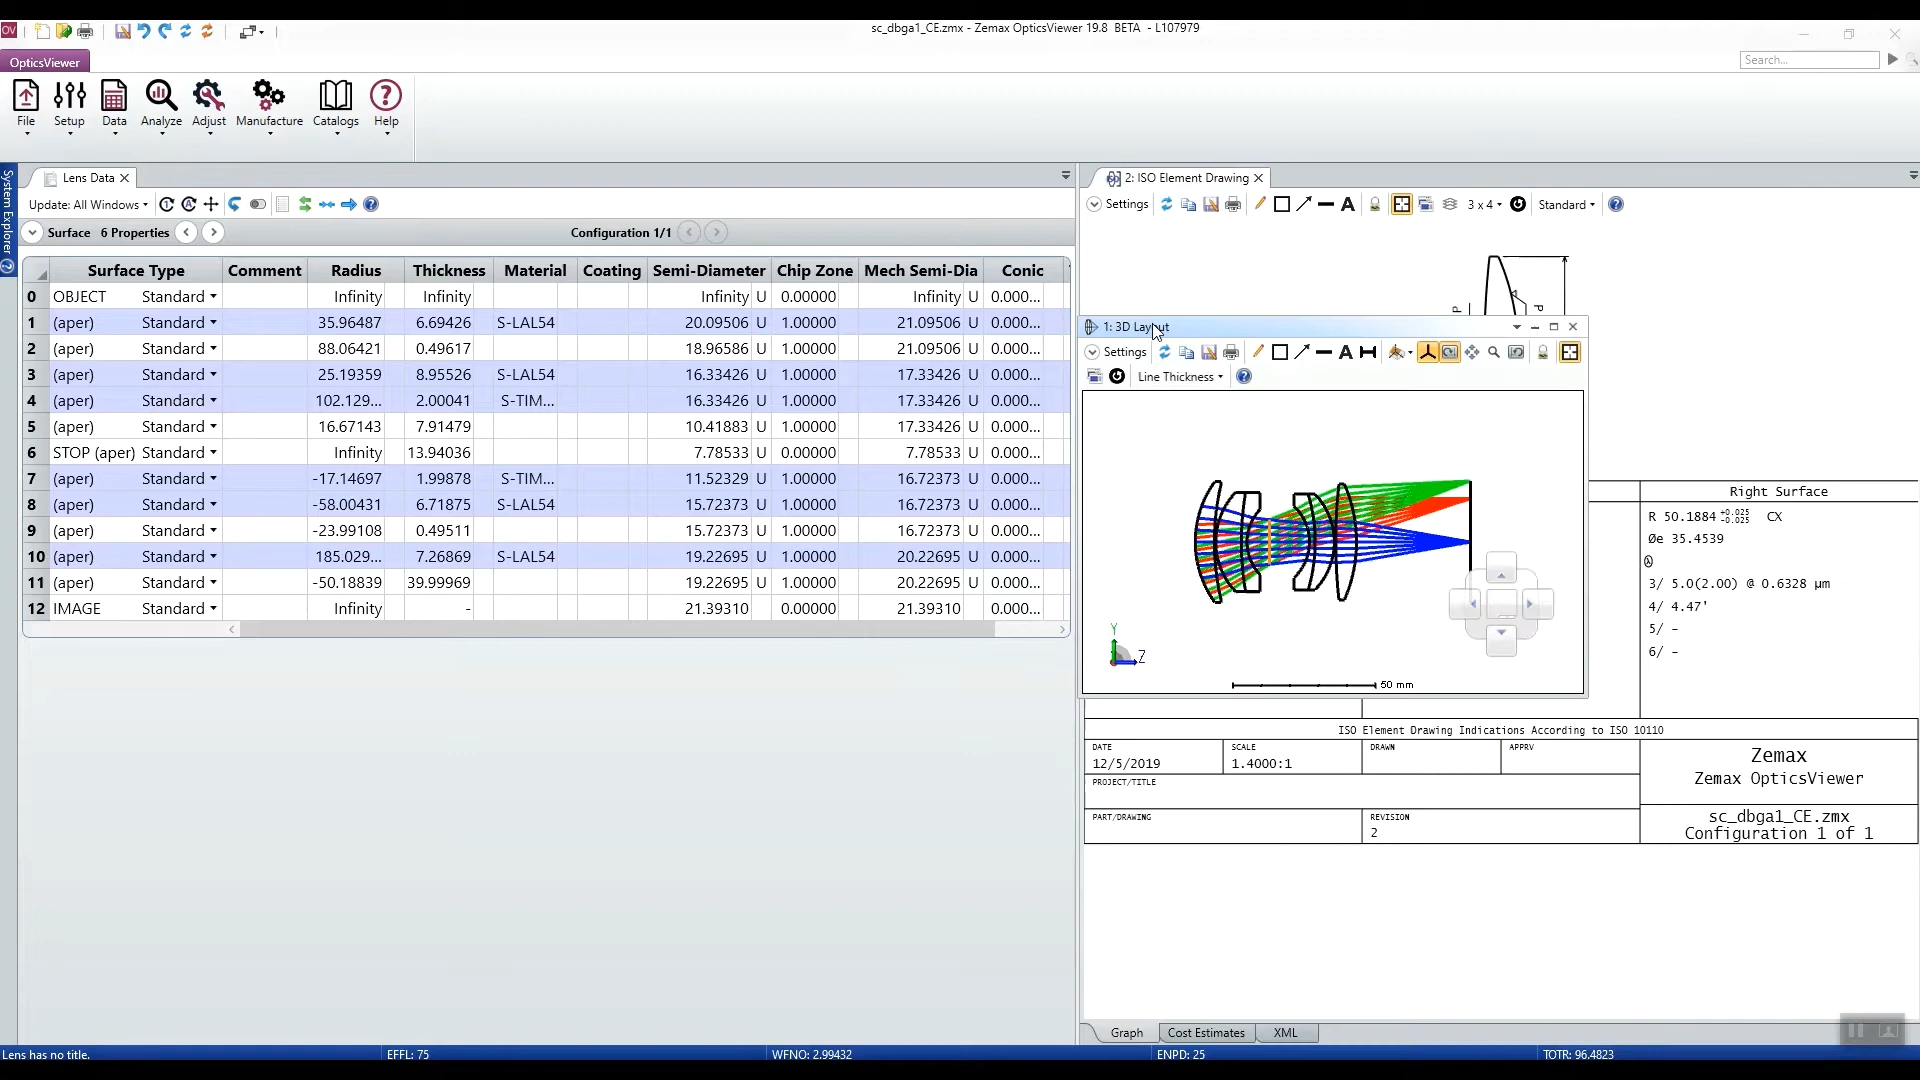 OV
sc_dbga1_CE.zmx - Zemax OpticsViewer 19.8 BETA - L107979
OpticsViewer
Search...
File Setup Data Analyze Adjust Manufacture Catalogs Help
System Explorer
Lens Data
Update: All Windows
Surface 6 Properties
Configuration 1/1
Surface Type Comment Radius Thickness Material Coating Semi-Diameter Chip Zone Mech Semi-Dia Conic
0 OBJECT Standard Infinity Infinity Infinity U 0.00000 Infinity U 0.000...
1 (aper) Standard 35.96487 6.69426 S-LAL54 20.09506 U 1.00000 21.09506 U 0.000...
2 (aper) Standard 88.06421 0.49617 18.96586 U 1.00000 21.09506 U 0.000...
3 (aper) Standard 25.19359 8.95526 S-LAL54 16.33426 U 1.00000 17.33426 U 0.000...
4 (aper) Standard 102.129... 2.00041 S-TIM... 16.33426 U 1.00000 17.33426 U 0.000...
5 (aper) Standard 16.67143 7.91479 10.41883 U 1.00000 17.33426 U 0.000...
6 STOP (aper) Standard Infinity 13.94036 7.78533 U 0.00000 7.78533 U 0.000...
7 (aper) Standard -17.14697 1.99878 S-TIM... 11.52329 U 1.00000 16.72373 U 0.000...
8 (aper) Standard -58.00431 6.71875 S-LAL54 15.72373 U 1.00000 16.72373 U 0.000...
9 (aper) Standard -23.99108 0.49511 15.72373 U 1.00000 16.72373 U 0.000...
10 (aper) Standard 185.029... 7.26869 S-LAL54 19.22695 U 1.00000 20.22695 U 0.000...
11 (aper) Standard -50.18839 39.99969 19.22695 U 1.00000 20.22695 U 0.000...
12 IMAGE Standard Infinity - 21.39310 0.00000 21.39310 0.000...
2: ISO Element Drawing
Settings
A
3 x 4
Standard
P P
1: 3D Layout
Settings
A
Line Thickness
Y
Z
50 mm
Right Surface
R 50.1884 +0.025 -0.025 CX
Øe 35.4539
λ
3/ 5.0(2.00) @ 0.6328 µm
4/ 4.47'
5/ -
6/ -
ISO Element Drawing Indications According to ISO 10110
DATE SCALE DRAWN APPRV
12/5/2019 1.4000:1
Zemax
Zemax OpticsViewer
PROJECT/TITLE
PART/DRAWING REVISION
2
sc_dbga1_CE.zmx
Configuration 1 of 1
Graph Cost Estimates XML
Lens has no title. EFFL: 75 WFNO: 2.99432 ENPD: 25 TOTR: 96.4823